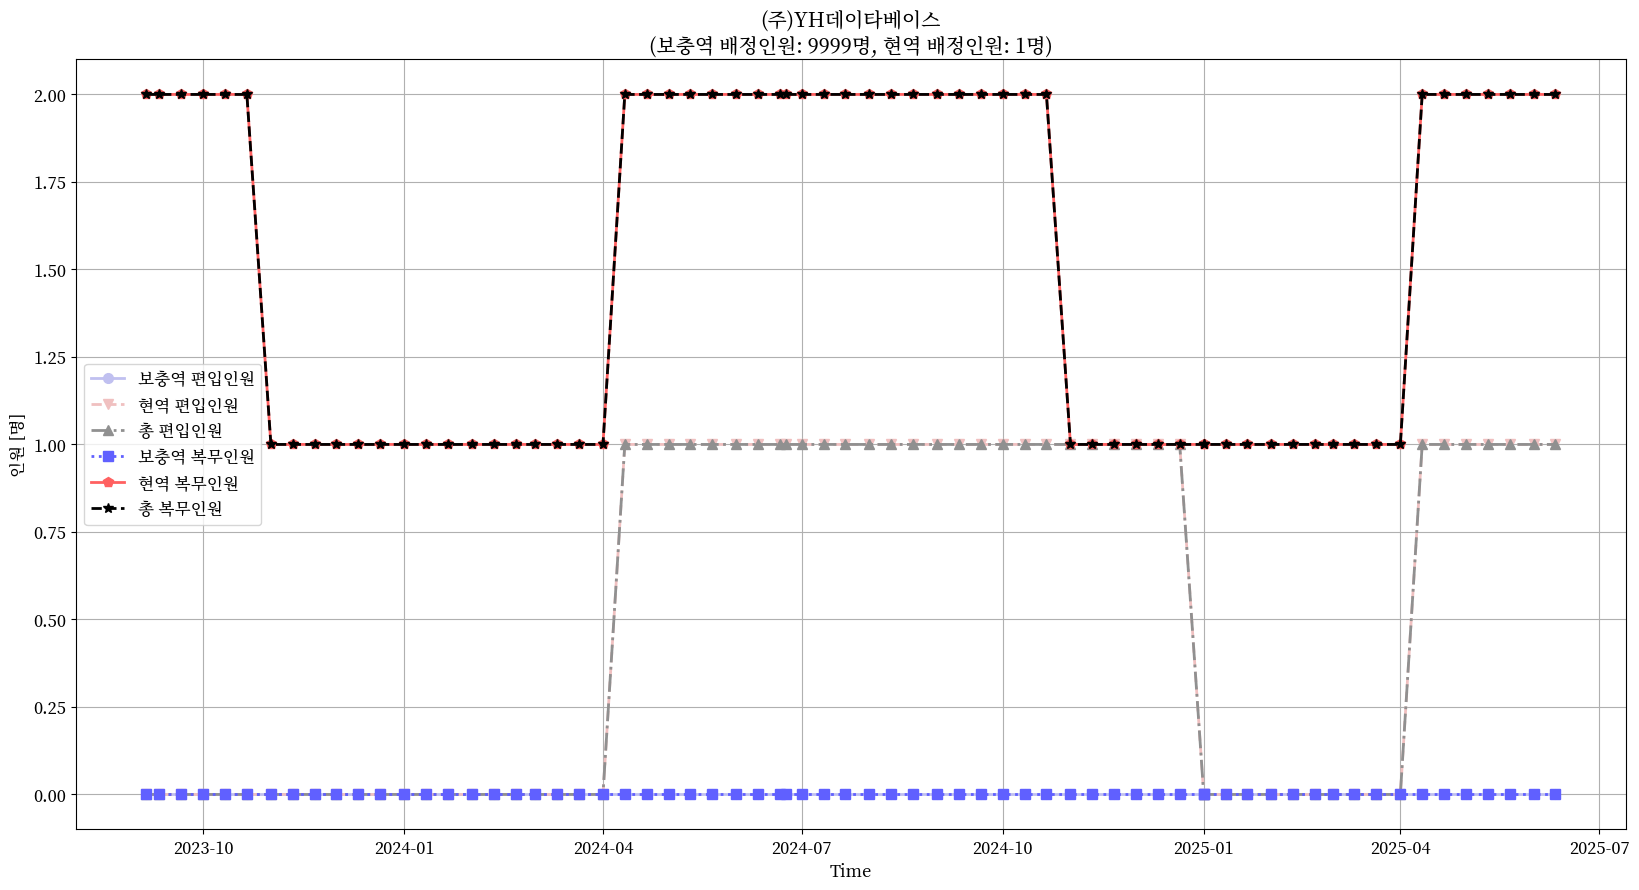 (주)YH데이타베이스
(보충역 배정인원: 9999명, 현역 배정인원: 1명)
인원 [명]
2.00
1.75
1.50
1.25
1.00
0.75
0.50
0.25
0.00
보충역 편입인원
현역 편입인원
총 편입인원
보충역 복무인원
현역 복무인원
총 복무인원
2023-10
2024-01
2024-04
2024-07
2024-10
2025-01
2025-04
2025-07
Time